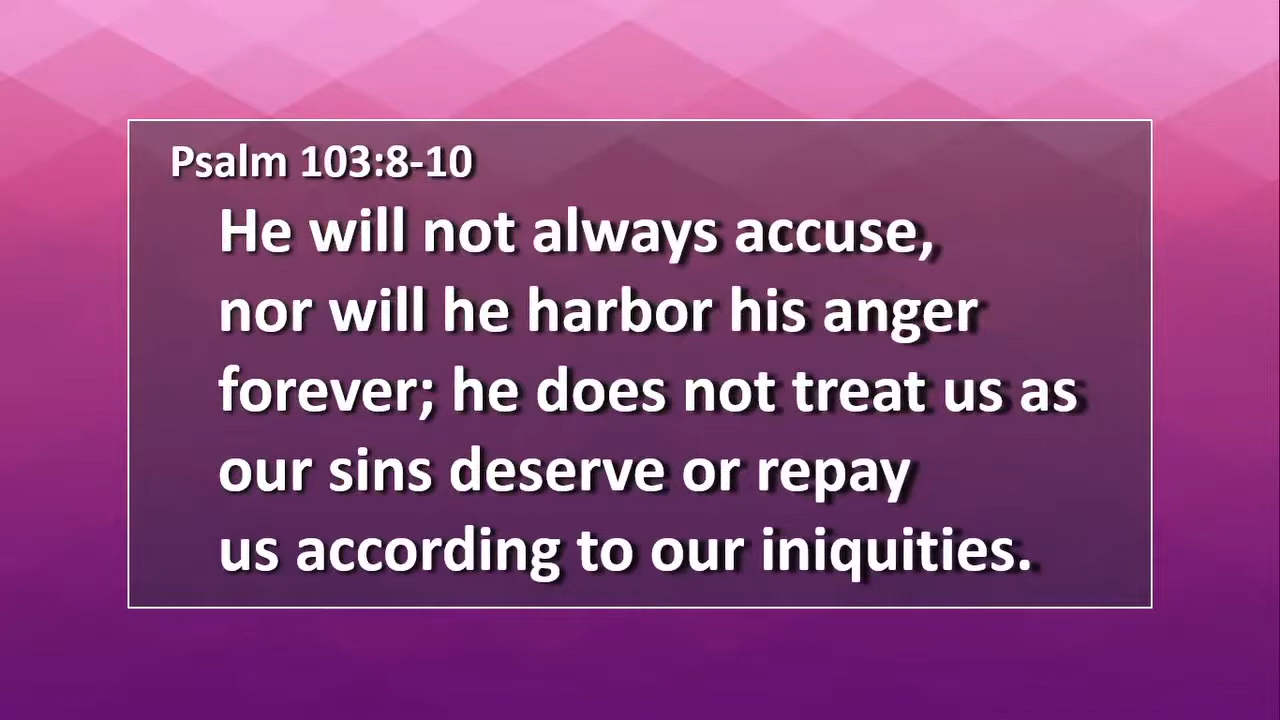 Psalm 103:8-10
He will not always accuse,
nor will he harbor his anger
forever; he does not treat us as
our sins deserve or repay
us according to our iniquities.